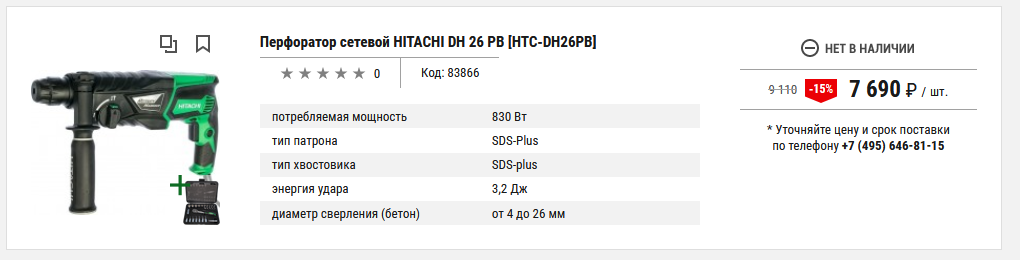 Перфоратор сетевой HITACHI DH 26 PB [HTC-DH26PB]
0
Код: 83866
потребляемая мощность 830 Вт
тип патрона SDS-Plus
тип хвостовика SDS-plus
энергия удара 3,2 Дж
диаметр сверления (бетон) от 4 до 26 мм
НЕТ В НАЛИЧИИ
9 110 -15% 7 690 ₽ / шт.
* Уточняйте цену и срок поставки
по телефону +7 (495) 646-81-15
HITACHI